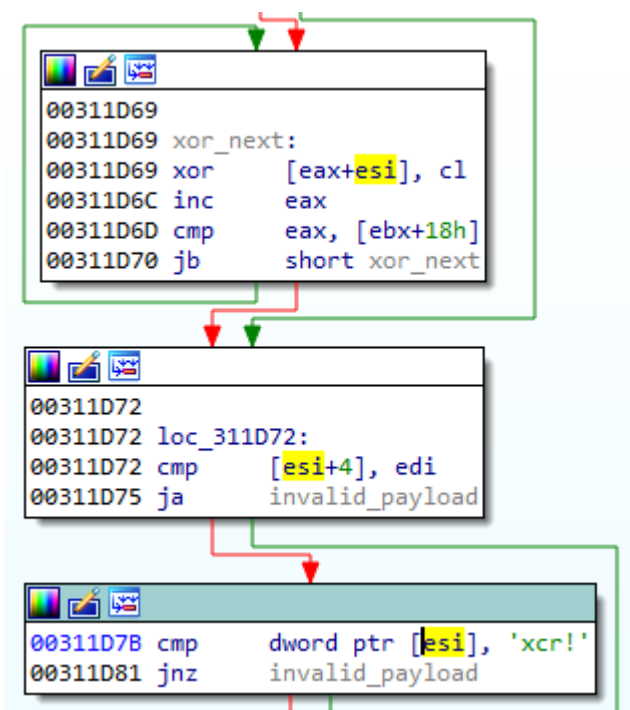 00311D69
00311D69 xor_next:
00311D69 xor [eax+esi], cl
00311D6C inc eax
00311D6D cmp eax, [ebx+18h]
00311D70 jb short xor_next
00311D72
00311D72 loc_311D72:
00311D72 cmp [esi+4], edi
00311D75 ja invalid_payload
00311D7B cmp dword ptr [esi], 'xcr!'
00311D81 jnz invalid_payload